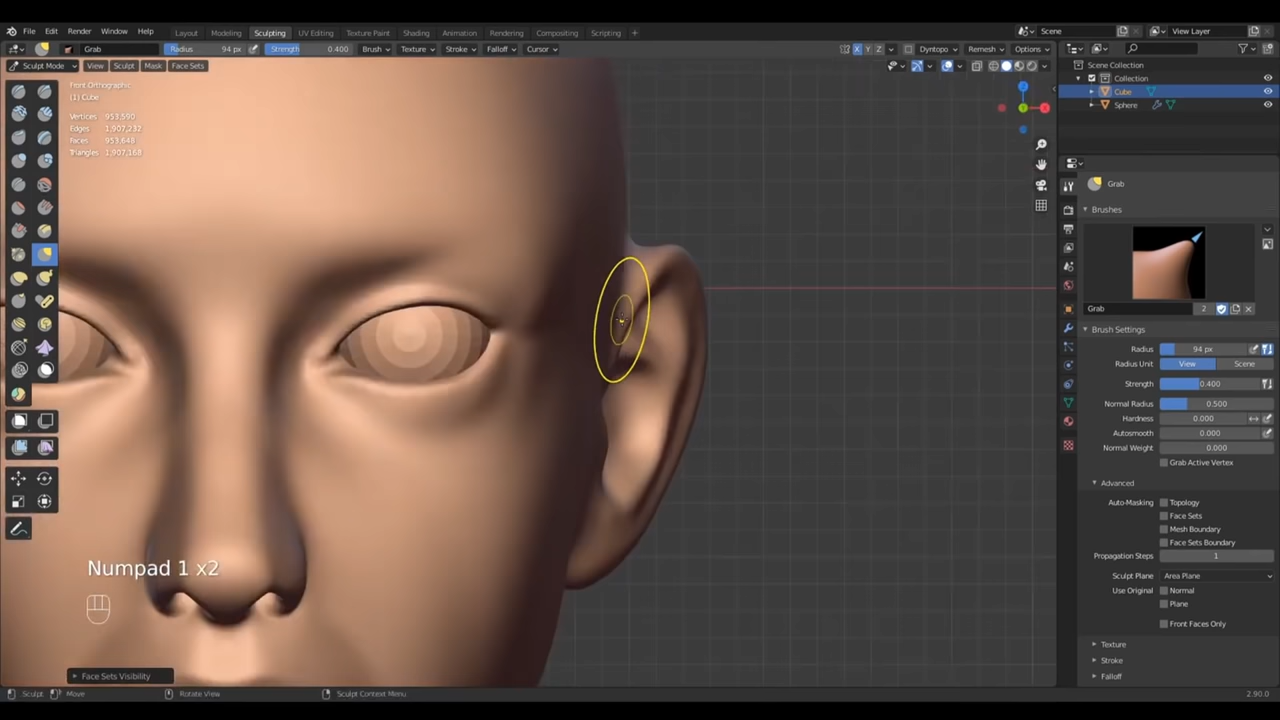 File Edit Render Window Help Layout Modeling Sculpting UV Editing Texture Paint Shading Animation Rendering Compositing Scripting + Scene View Layer
Grab Radius 94 px Strength 0.400 Brush Texture Stroke Falloff Cursor X Y Z Dyntopo Remesh Options
Sculpt Mode View Sculpt Mask Face Sets
Scene Collection
Collection
Cube
Sphere
Front Orthographic
(1) Cube
Vertices 953,590
Edges 1,907,232
Faces 953,648
Triangles 1,907,168
Grab
Brushes
Grab 2
Brush Settings
Radius 94 px
Radius Unit View Scene
Strength 0.400
Normal Radius 0.500
Hardness 0.000
Autosmooth 0.000
Normal Weight 0.000
Grab Active Vertex
Advanced
Auto-Masking Topology
Face Sets
Mesh Boundary
Face Sets Boundary
Propagation Steps 1
Sculpt Plane Area Plane
Use Original Normal
Plane
Front Faces Only
Texture
Stroke
Falloff
Numpad 1 x2
Face Sets Visibility
Sculpt Move Rotate View Sculpt Context Menu 2.90.0